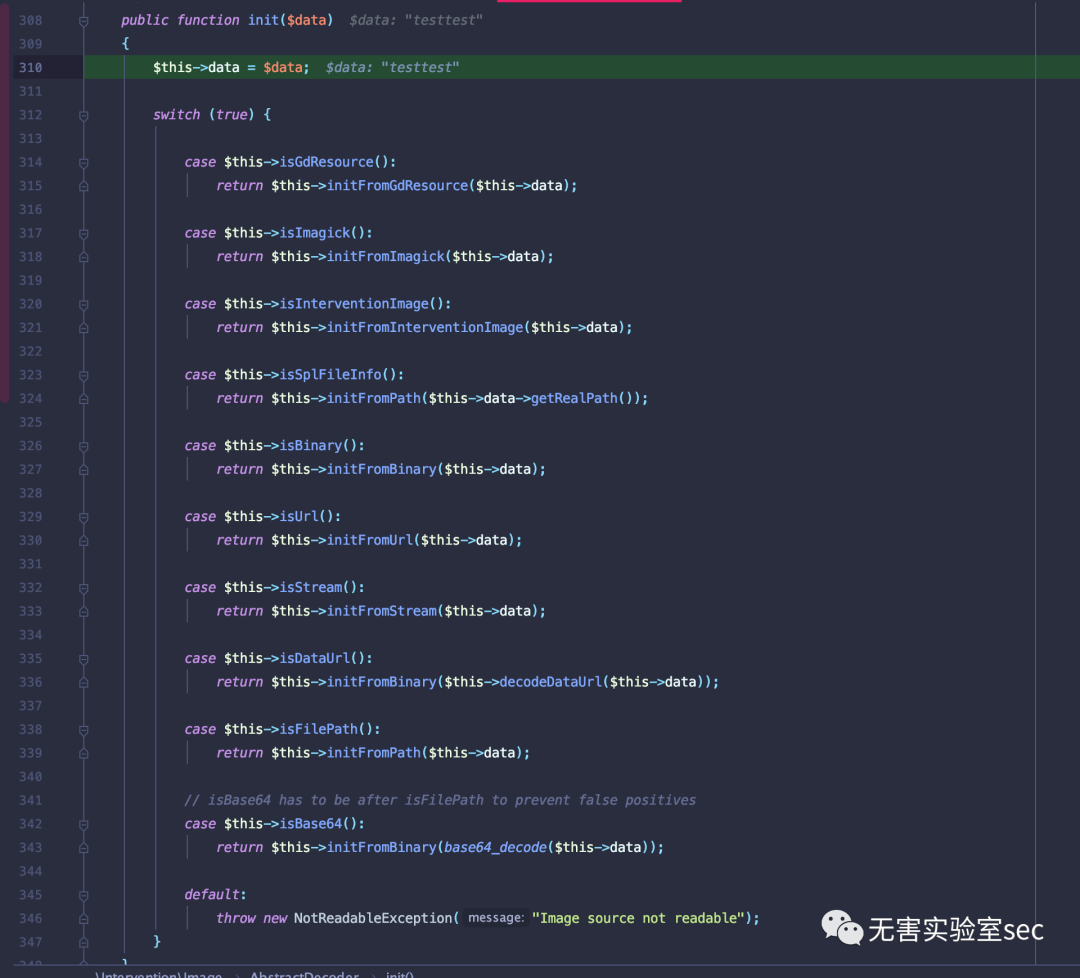 308 public function init($data) $data: "testtest"
309 {
310 $this->data = $data; $data: "testtest"
311
312 switch (true) {
313
314 case $this->isGdResource():
315 return $this->initFromGdResource($this->data);
316
317 case $this->isImagick():
318 return $this->initFromImagick($this->data);
319
320 case $this->isInterventionImage():
321 return $this->initFromInterventionImage($this->data);
322
323 case $this->isSplFileInfo():
324 return $this->initFromPath($this->data->getRealPath());
325
326 case $this->isBinary():
327 return $this->initFromBinary($this->data);
328
329 case $this->isUrl():
330 return $this->initFromUrl($this->data);
331
332 case $this->isStream():
333 return $this->initFromStream($this->data);
334
335 case $this->isDataUrl():
336 return $this->initFromBinary($this->decodeDataUrl($this->data));
337
338 case $this->isFilePath():
339 return $this->initFromPath($this->data);
340
341 // isBase64 has to be after isFilePath to prevent false positives
342 case $this->isBase64():
343 return $this->initFromBinary(base64_decode($this->data));
344
345 default:
346 throw new NotReadableException( message: "Image source not readable");
347 }
348 }
无害实验室sec
\Intervention\Image > AbstractDecoder > init()